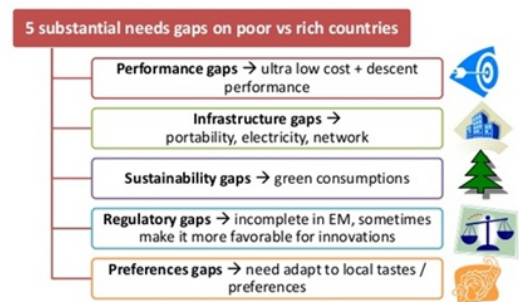 5 substantial needs gaps on poor vs rich countries
Performance gaps → ultra low cost + descent
performance
Infrastructure gaps →
portability, electricity, network
Sustainability gaps → green consumptions
Regulatory gaps → incomplete in EM, sometimes
make it more favorable for innovations
Preferences gaps → need adapt to local tastes /
preferences